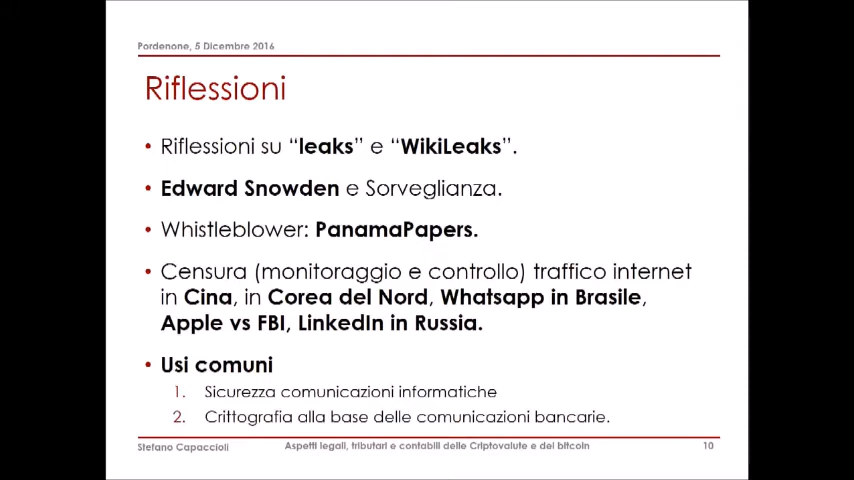 Pordenone, 5 Dicembre 2016
Riflessioni
• Riflessioni su “leaks” e “WikiLeaks”.
• Edward Snowden e Sorveglianza.
• Whistleblower: PanamaPapers.
• Censura (monitoraggio e controllo) traffico internet
in Cina, in Corea del Nord, Whatsapp in Brasile,
Apple vs FBI, LinkedIn in Russia.
• Usi comuni
1. Sicurezza comunicazioni informatiche
2. Crittografia alla base delle comunicazioni bancarie.
Stefano Capaccioli Aspetti legali, tributari e contabili delle Criptovalute e dei bitcoin 10